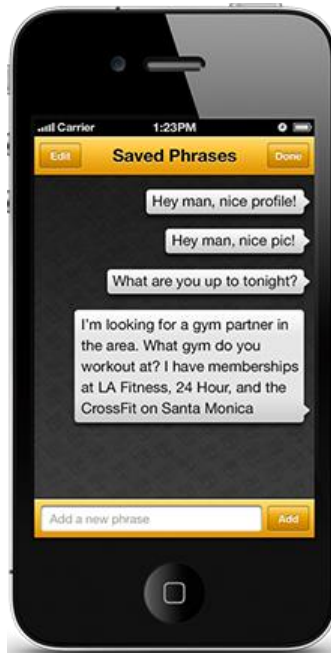 Carrier 1:23PM
Edit Saved Phrases Done
Hey man, nice profile!
Hey man, nice pic!
What are you up to tonight?
I'm looking for a gym partner in
the area. What gym do you
workout at? I have memberships
at LA Fitness, 24 Hour, and the
CrossFit on Santa Monica
Add a new phrase Add